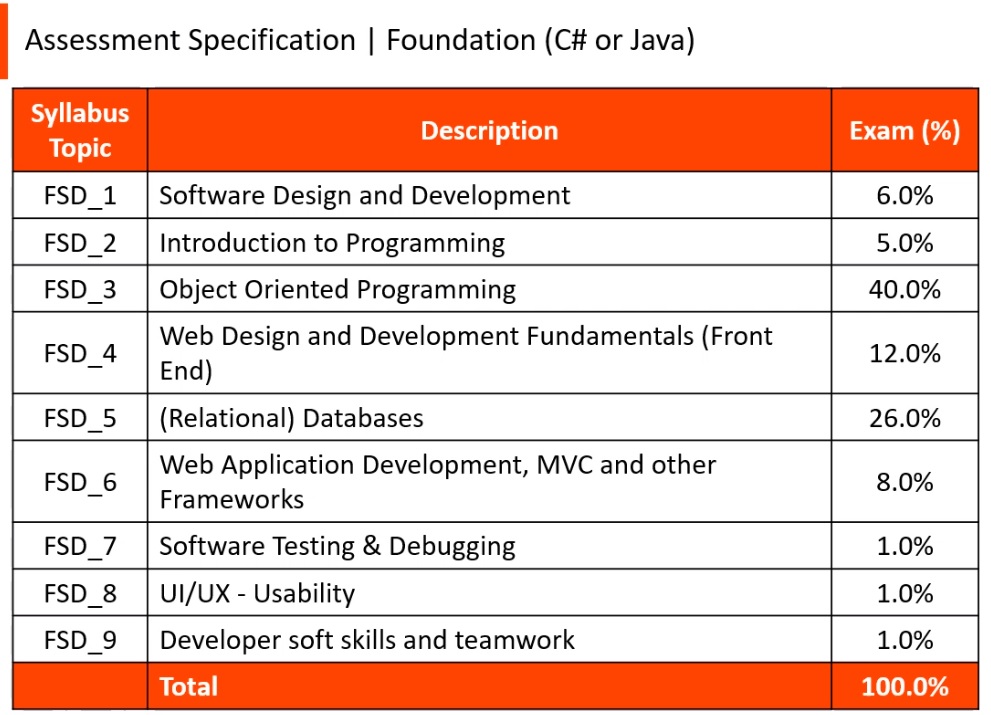 Assessment Specification | Foundation (C# or Java)
Syllabus
Topic
Description
Exam (%)
FSD_1 Software Design and Development 6.0%
FSD_2 Introduction to Programming 5.0%
FSD_3 Object Oriented Programming 40.0%
FSD_4 Web Design and Development Fundamentals (Front
End) 12.0%
FSD_5 (Relational) Databases 26.0%
FSD_6 Web Application Development, MVC and other
Frameworks 8.0%
FSD_7 Software Testing & Debugging 1.0%
FSD_8 UI/UX - Usability 1.0%
FSD_9 Developer soft skills and teamwork 1.0%
Total 100.0%